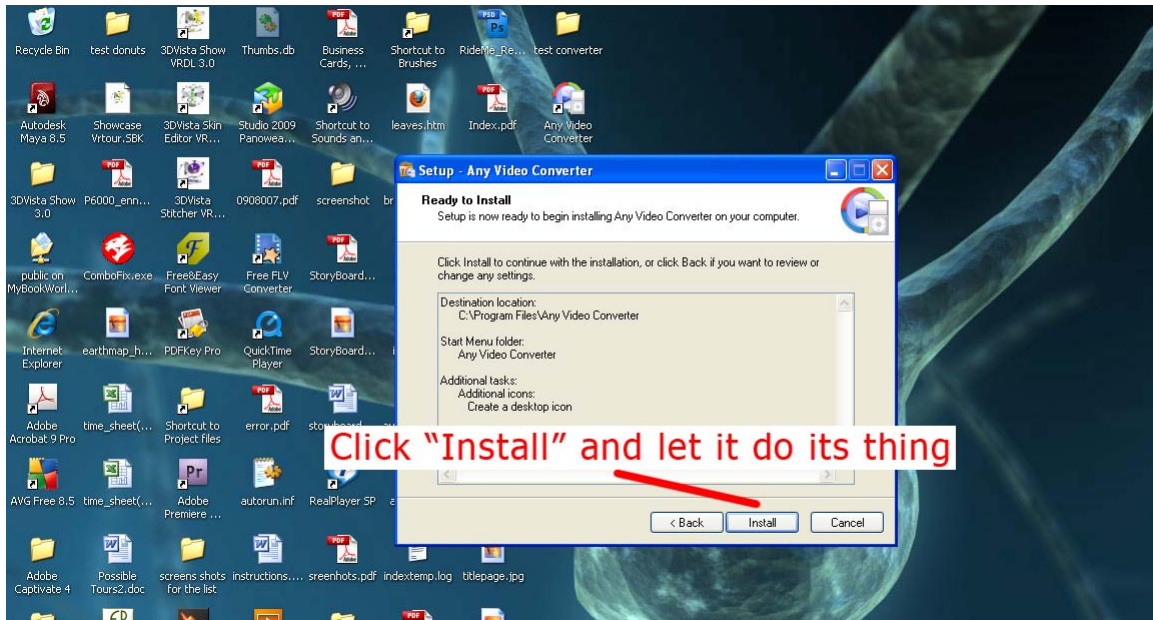 Recycle Bin
test donuts
3DVista Show
VRDL 3.0
Thumbs.db
Business
Cards, ...
Shortcut to
Brushes
RideMe_Re...
test converter
Autodesk
Maya 8.5
Showcase
Vrtour.SBK
3DVista Skin
Editor VR...
Studio 2009
Panowea...
Shortcut to
Sounds an...
leaves.htm
Index.pdf
Any Video
Converter
3DVista Show
3.0
P6000_enn...
3DVista
Stitcher VR...
0908007.pdf
screenshot
public on
MyBookWorl...
ComboFix.exe
Free&Easy
Font Viewer
Free FLV
Converter
StoryBoard...
Internet
Explorer
earthmap_h...
PDFKey Pro
QuickTime
Player
StoryBoard...
Adobe
Acrobat 9 Pro
time_sheet(...
Shortcut to
Project files
error.pdf
AVG Free 8.5
time_sheet(...
Adobe
Premiere ...
autorun.inf
RealPlayer SP
Adobe
Captivate 4
Possible
Tours2.doc
screens shots
for the list
instructions....
sreenhots.pdf
indextemp.log
titlepage.jpg
Setup - Any Video Converter
Ready to Install
Setup is now ready to begin installing Any Video Converter on your computer.
Click Install to continue with the installation, or click Back if you want to review or
change any settings.
Destination location:
C:\Program Files\Any Video Converter
Start Menu folder:
Any Video Converter
Additional tasks:
Additional icons:
Create a desktop icon
Click “Install” and let it do its thing
< Back
Install
Cancel